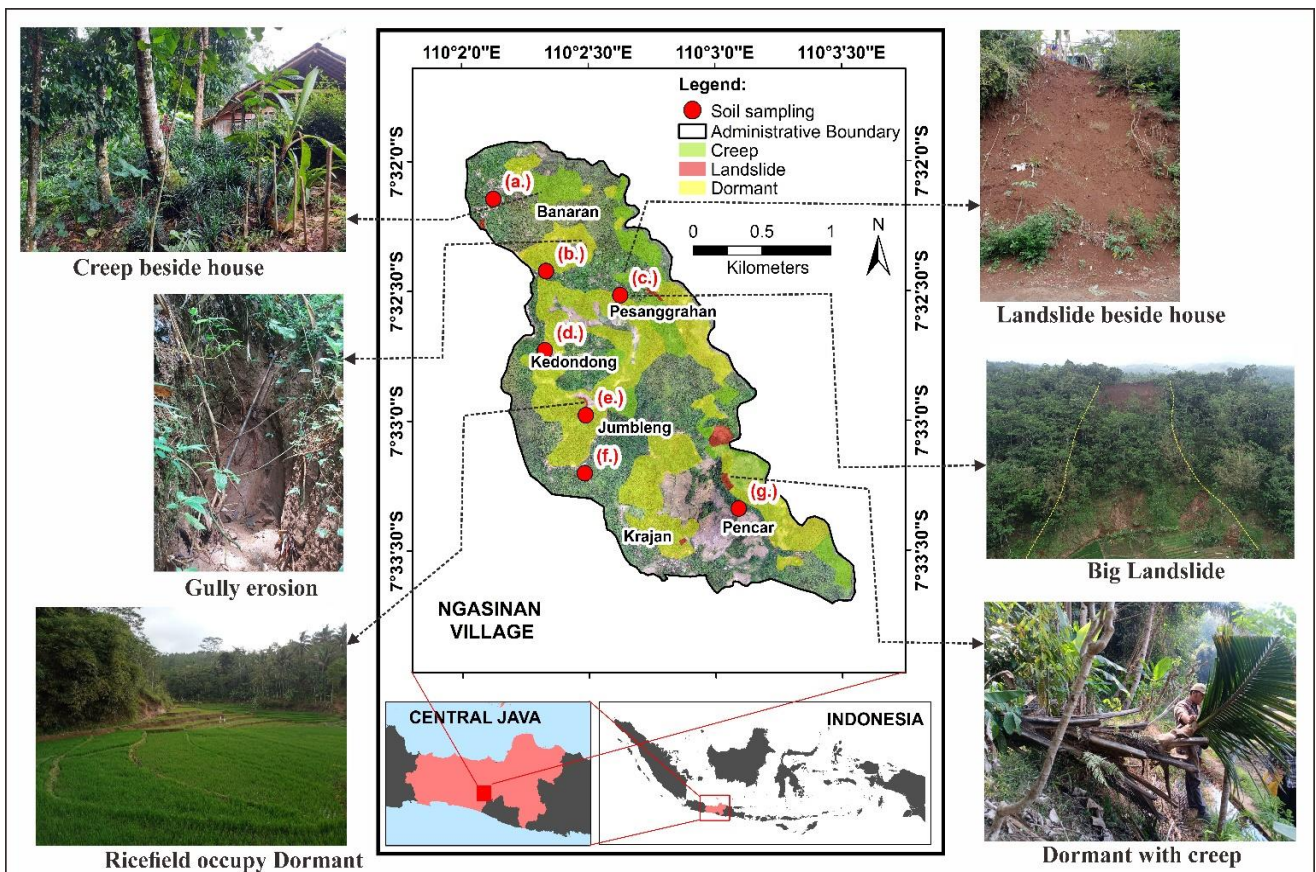 110°2'0"E 110°2'30"E 110°3'0"E 110°3'30"E
Legend:
Soil sampling
Administrative Boundary
Creep
Landslide
Dormant
7°32'0"S
7°32'0"S
(a.)
Banaran
N
0 0.5 1
Kilometers
(b.)
(c.)
7°32'30"S
7°32'30"S
Pesanggrahan
(d.)
Kedondong
(e.)
7°33'0"S
7°33'0"S
Jumbleng
(f.)
(g.)
Pencar
Krajan
7°33'30"S
7°33'30"S
NGASINAN
VILLAGE
CENTRAL JAVA
INDONESIA
Creep beside house
Gully erosion
Ricefield occupy Dormant
Landslide beside house
Big Landslide
Dormant with creep